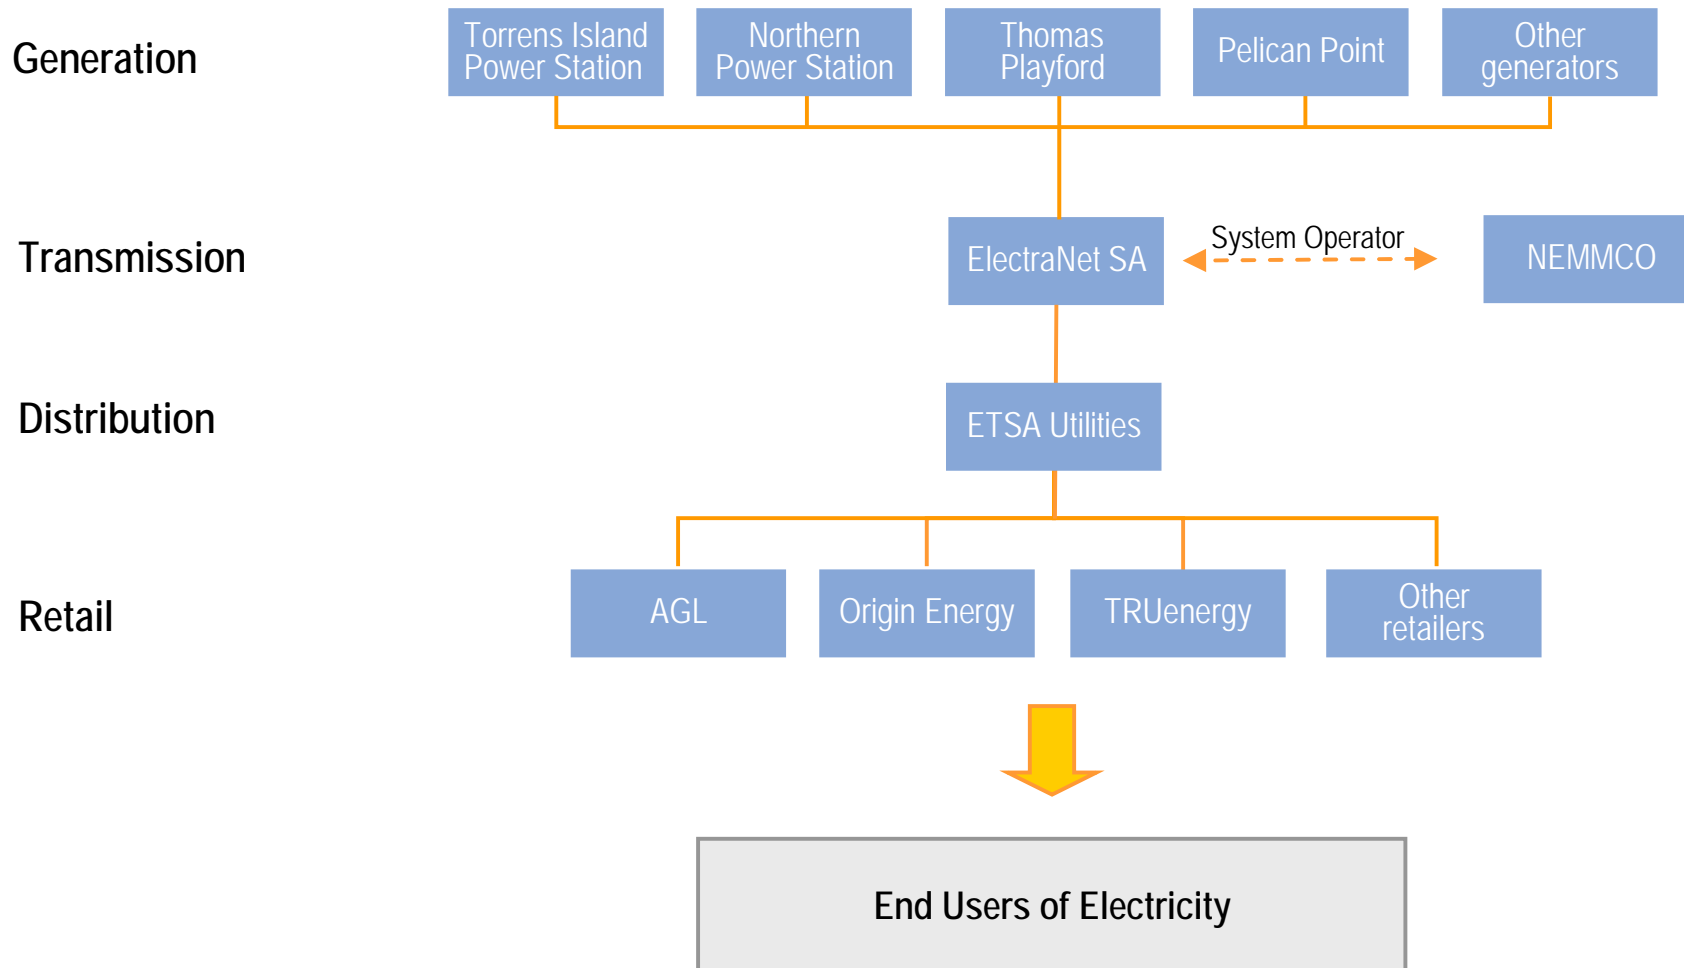 Generation
Torrens Island
Power Station
Northern
Power Station
Thomas
Playford
Pelican Point
Other
generators
Transmission
ElectraNet SA
System Operator
NEMMCO
Distribution
ETSA Utilities
Retail
AGL
Origin Energy
TRUenergy
Other
retailers
End Users of Electricity